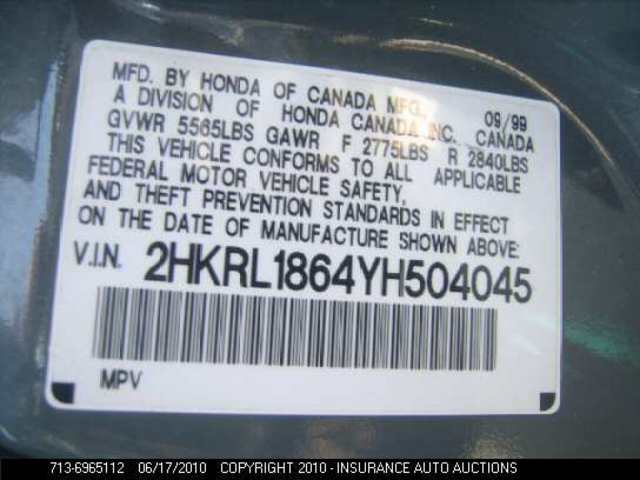 MFD. BY HONDA OF CANADA MFG., 09/99
A DIVISION OF HONDA CANADA INC. CANADA
GVWR 5565LBS GAWR F 2775LBS R 2840LBS
THIS VEHICLE CONFORMS TO ALL APPLICABLE
FEDERAL MOTOR VEHICLE SAFETY,
AND THEFT PREVENTION STANDARDS IN EFFECT
ON THE DATE OF MANUFACTURE SHOWN ABOVE:
V.I.N. 2HKRL1864YH504045
MPV
713-6965112 06/17/2010 COPYRIGHT 2010 - INSURANCE AUTO AUCTIONS